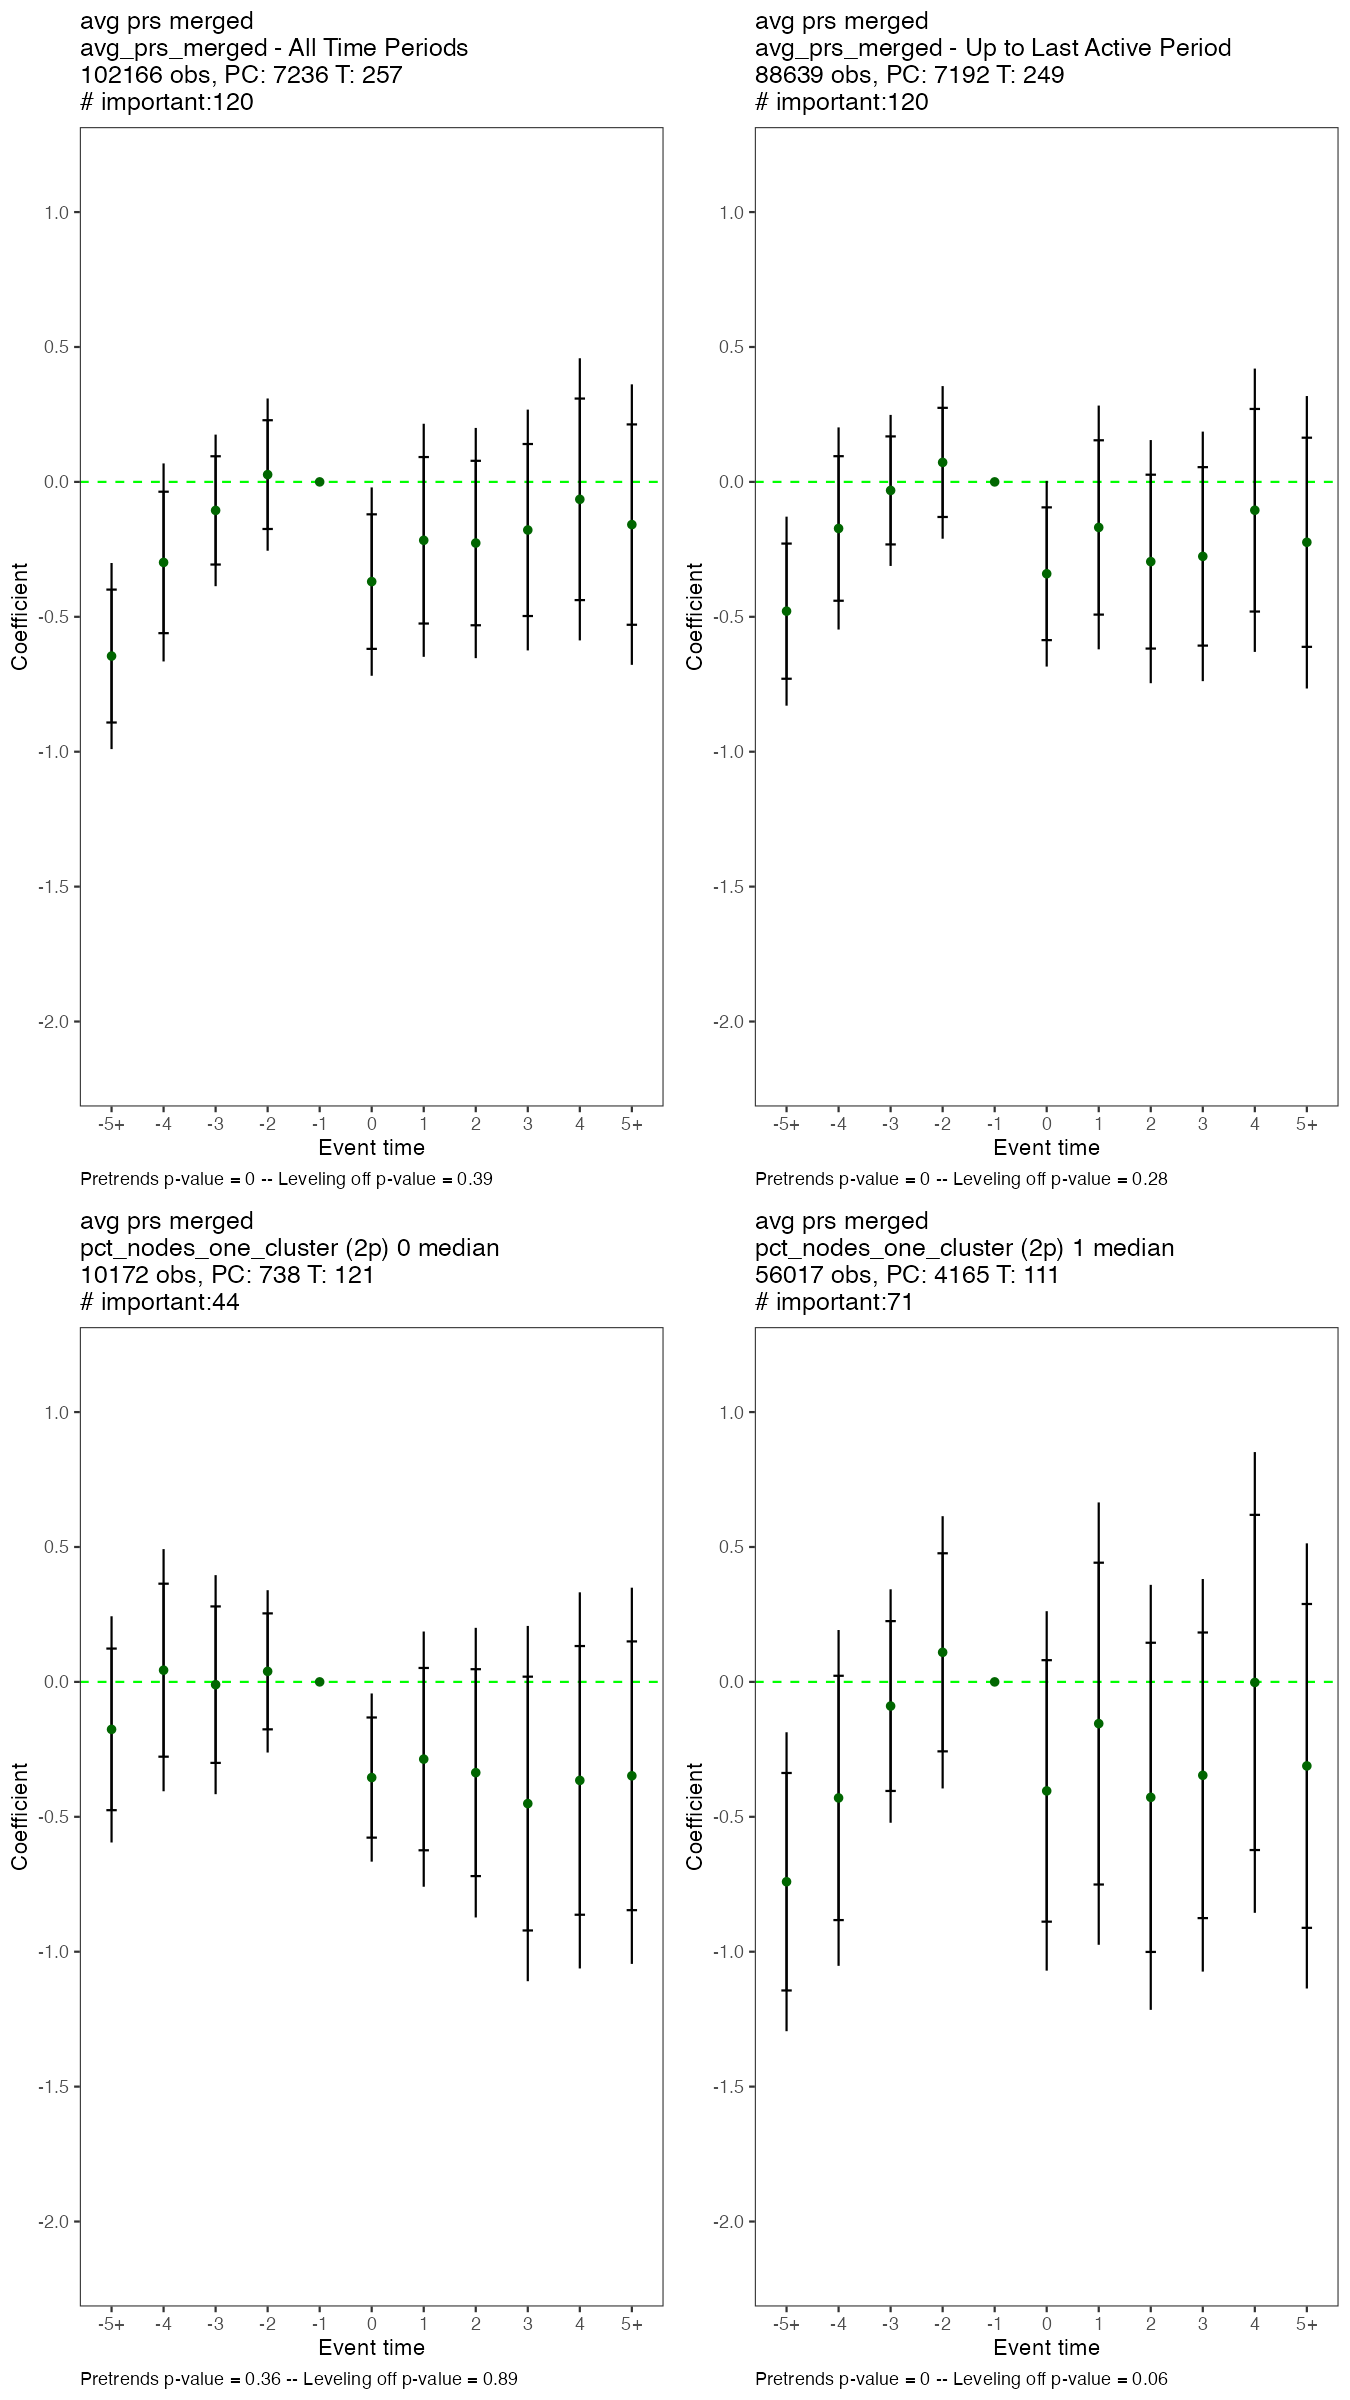 avg prs merged
avg_prs_merged - All Time Periods
102166 obs, PC: 7236 T: 257
# important:120
Coefficient
1.0
0.5
0.0
-0.5
-1.0
-1.5
-2.0
-5+ -4 -3 -2 -1 0 1 2 3 4 5+
Event time
Pretrends p-value = 0 -- Leveling off p-value = 0.39
avg prs merged
avg_prs_merged - Up to Last Active Period
88639 obs, PC: 7192 T: 249
# important:120
Coefficient
1.0
0.5
0.0
-0.5
-1.0
-1.5
-2.0
-5+ -4 -3 -2 -1 0 1 2 3 4 5+
Event time
Pretrends p-value = 0 -- Leveling off p-value = 0.28
avg prs merged
pct_nodes_one_cluster (2p) 0 median
10172 obs, PC: 738 T: 121
# important:44
Coefficient
1.0
0.5
0.0
-0.5
-1.0
-1.5
-2.0
-5+ -4 -3 -2 -1 0 1 2 3 4 5+
Event time
Pretrends p-value = 0.36 -- Leveling off p-value = 0.89
avg prs merged
pct_nodes_one_cluster (2p) 1 median
56017 obs, PC: 4165 T: 111
# important:71
Coefficient
1.0
0.5
0.0
-0.5
-1.0
-1.5
-2.0
-5+ -4 -3 -2 -1 0 1 2 3 4 5+
Event time
Pretrends p-value = 0 -- Leveling off p-value = 0.06